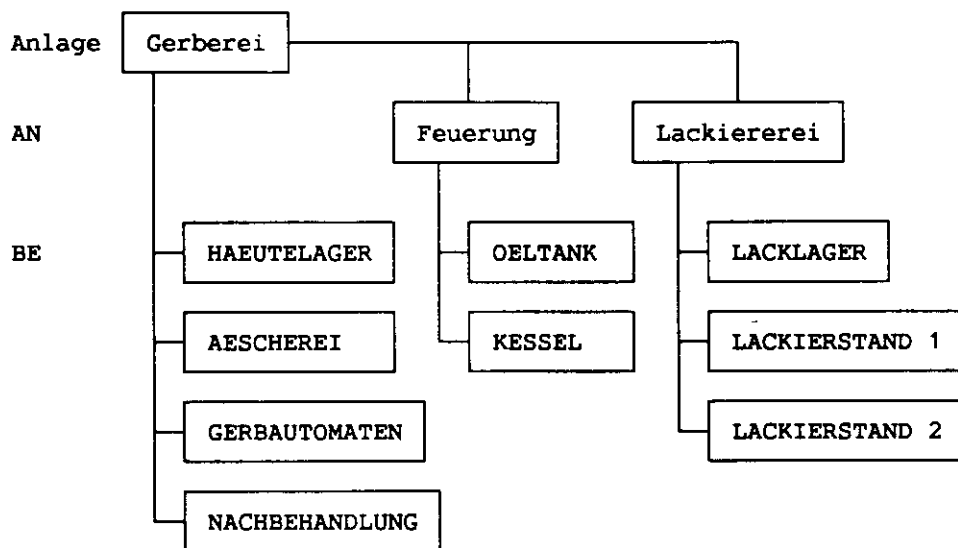 Anlage Gerberei
AN Feuerung Lackiererei
BE HAEUTELAGER OELTANK LACKLAGER
AESCHEREI KESSEL LACKIERSTAND 1
GERBAUTOMATEN LACKIERSTAND 2
NACHBEHANDLUNG